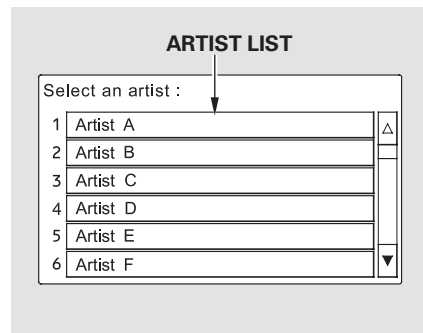 ARTIST LIST
Select an artist :
1 Artist A
2 Artist B
3 Artist C
4 Artist D
5 Artist E
6 Artist F